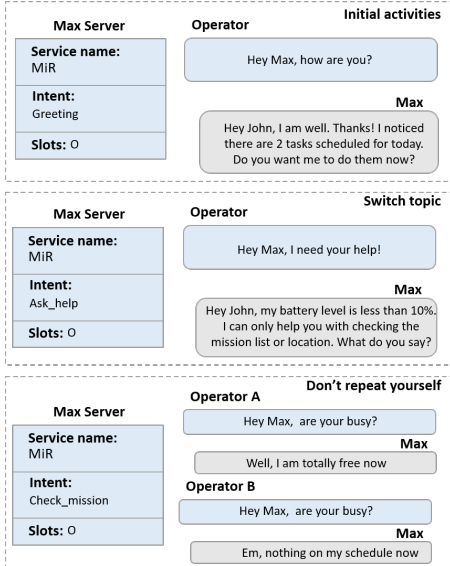 Initial activities
Max Server
Service name:
MiR
Intent:
Greeting
Slots: O
Operator
Hey Max, how are you?
Max
Hey John, I am well. Thanks! I noticed
there are 2 tasks scheduled for today.
Do you want me to do them now?
Switch topic
Max Server
Service name:
MiR
Intent:
Ask_help
Slots: O
Operator
Hey Max, I need your help!
Max
Hey John, my battery level is less than 10%.
I can only help you with checking the
mission list or location. What do you say?
Don't repeat yourself
Max Server
Service name:
MiR
Intent:
Check_mission
Slots: O
Operator A
Hey Max,  are your busy?
Max
Well, I am totally free now
Operator B
Hey Max,  are your busy?
Max
Em, nothing on my schedule now